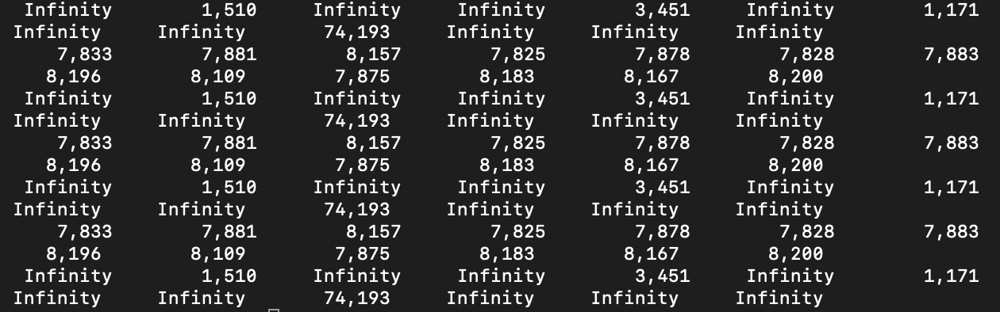 Infinity 1,510 Infinity Infinity 3,451 Infinity 1,171
Infinity Infinity 74,193 Infinity Infinity Infinity
7,833 7,881 8,157 7,825 7,878 7,828 7,883
8,196 8,109 7,875 8,183 8,167 8,200
Infinity 1,510 Infinity Infinity 3,451 Infinity 1,171
Infinity Infinity 74,193 Infinity Infinity Infinity
7,833 7,881 8,157 7,825 7,878 7,828 7,883
8,196 8,109 7,875 8,183 8,167 8,200
Infinity 1,510 Infinity Infinity 3,451 Infinity 1,171
Infinity Infinity 74,193 Infinity Infinity Infinity
7,833 7,881 8,157 7,825 7,878 7,828 7,883
8,196 8,109 7,875 8,183 8,167 8,200
Infinity 1,510 Infinity Infinity 3,451 Infinity 1,171
Infinity Infinity 74,193 Infinity Infinity Infinity